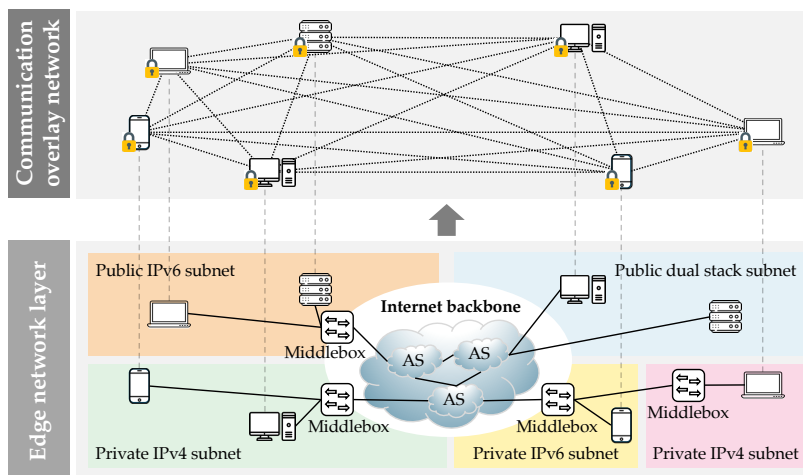 Communication
overlay network
Edge network layer
Public IPv6 subnet
Public dual stack subnet
Internet backbone
Middlebox
AS
AS
AS
Middlebox
Middlebox
Middlebox
Private IPv4 subnet
Private IPv6 subnet
Private IPv4 subnet